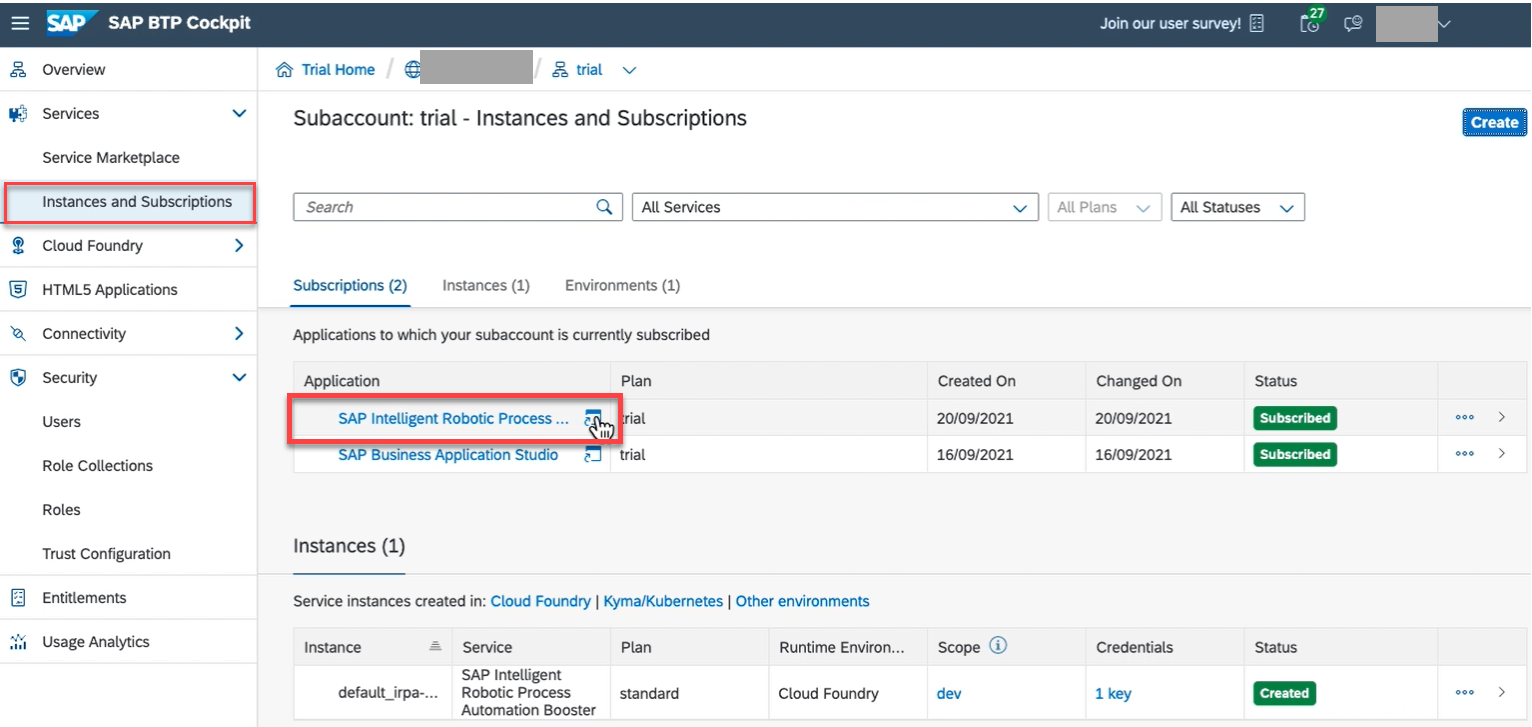 SAP SAP BTP Cockpit Join our user survey! 27
Overview
Trial Home / / trial
Services
Service Marketplace
Instances and Subscriptions
Cloud Foundry
HTML5 Applications
Connectivity
Security
Users
Role Collections
Roles
Trust Configuration
Entitlements
Usage Analytics
Subaccount: trial - Instances and Subscriptions
Create
Search All Services All Plans All Statuses
Subscriptions (2) Instances (1) Environments (1)
Applications to which your subaccount is currently subscribed
Application Plan Created On Changed On Status
SAP Intelligent Robotic Process ... trial 20/09/2021 20/09/2021 Subscribed
SAP Business Application Studio trial 16/09/2021 16/09/2021 Subscribed
Instances (1)
Service instances created in: Cloud Foundry | Kyma/Kubernetes | Other environments
Instance Service Plan Runtime Environ... Scope Credentials Status
default_irpa-... SAP Intelligent
Robotic Process
Automation Booster standard Cloud Foundry dev 1 key Created